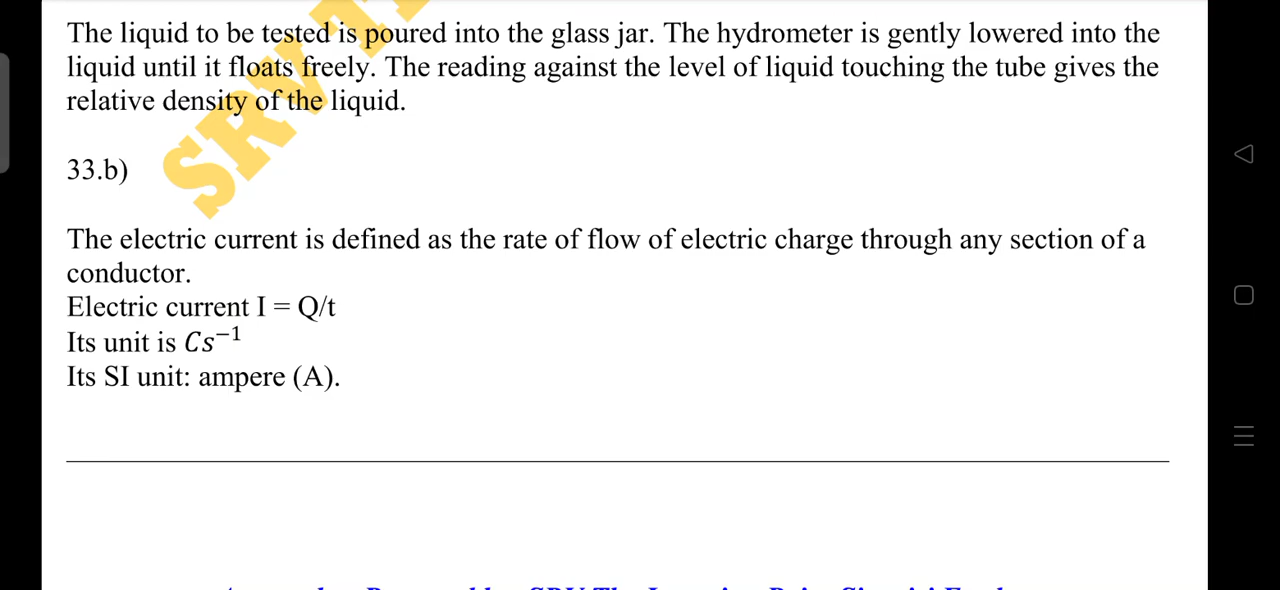 The liquid to be tested is poured into the glass jar. The hydrometer is gently lowered into the
liquid until it floats freely. The reading against the level of liquid touching the tube gives the
relative density of the liquid.
33.b)
The electric current is defined as the rate of flow of electric charge through any section of a
conductor.
Electric current I = Q/t
Its unit is Cs⁻¹
Its SI unit: ampere (A).
SRV